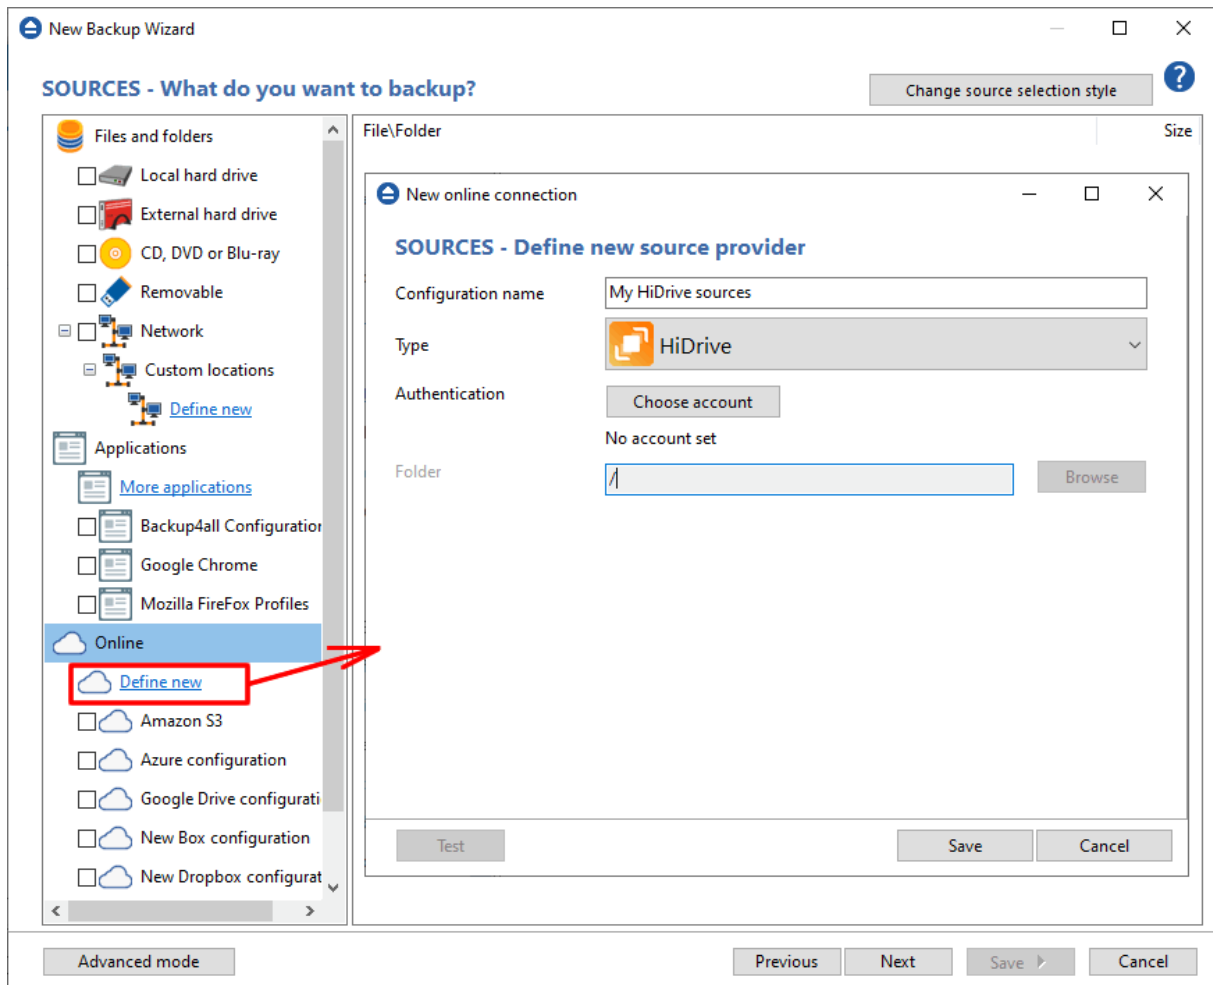 New Backup Wizard
SOURCES - What do you want to backup?
Change source selection style
?
Files and folders
Local hard drive
External hard drive
CD, DVD or Blu-ray
Removable
Network
Custom locations
Define new
Applications
More applications
Backup4all Configuration
Google Chrome
Mozilla FireFox Profiles
Online
Define new
Amazon S3
Azure configuration
Google Drive configurati
New Box configuration
New Dropbox configurat
File\Folder
Size
New online connection
SOURCES - Define new source provider
Configuration name
My HiDrive sources
Type
HiDrive
Authentication
Choose account
No account set
Folder
/
Browse
Test
Save
Cancel
Advanced mode
Previous
Next
Save
Cancel